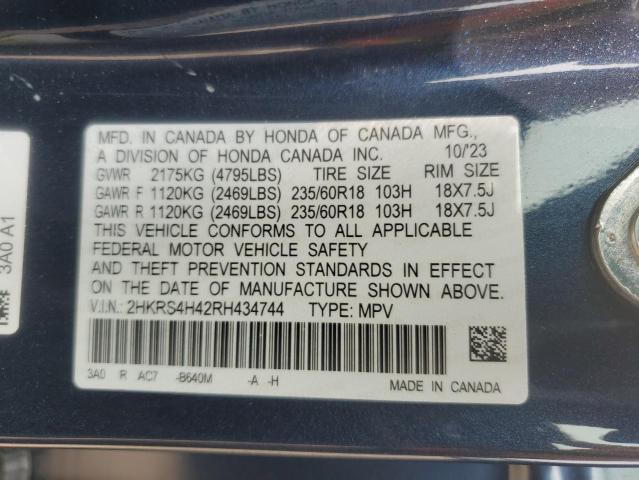 MFD. IN CANADA BY HONDA OF CANADA MFG.,
A DIVISION OF HONDA CANADA INC. 10/'23
GVWR 2175KG (4795LBS) TIRE SIZE RIM SIZE
GAWR F 1120KG (2469LBS) 235/60R18 103H 18X7.5J
GAWR R 1120KG (2469LBS) 235/60R18 103H 18X7.5J
THIS VEHICLE CONFORMS TO ALL APPLICABLE
FEDERAL MOTOR VEHICLE SAFETY
AND THEFT PREVENTION STANDARDS IN EFFECT
ON THE DATE OF MANUFACTURE SHOWN ABOVE.
V.I.N.: 2HKRS4H42RH434744 TYPE: MPV
3A0 R AC7 -B640M -A -H
MADE IN CANADA
3A0 A1